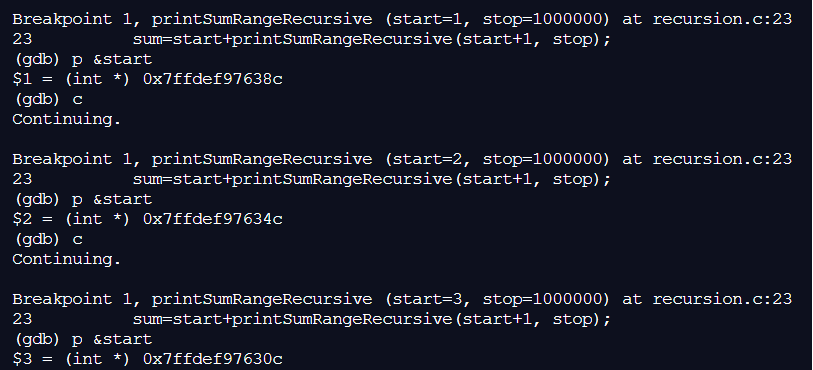 Breakpoint 1, printSumRangeRecursive (start=1, stop=1000000) at recursion.c:23
23          sum=start+printSumRangeRecursive(start+1, stop);
(gdb) p &start
$1 = (int *) 0x7ffdef97638c
(gdb) c
Continuing.
Breakpoint 1, printSumRangeRecursive (start=2, stop=1000000) at recursion.c:23
23          sum=start+printSumRangeRecursive(start+1, stop);
(gdb) p &start
$2 = (int *) 0x7ffdef97634c
(gdb) c
Continuing.
Breakpoint 1, printSumRangeRecursive (start=3, stop=1000000) at recursion.c:23
23          sum=start+printSumRangeRecursive(start+1, stop);
(gdb) p &start
$3 = (int *) 0x7ffdef97630c